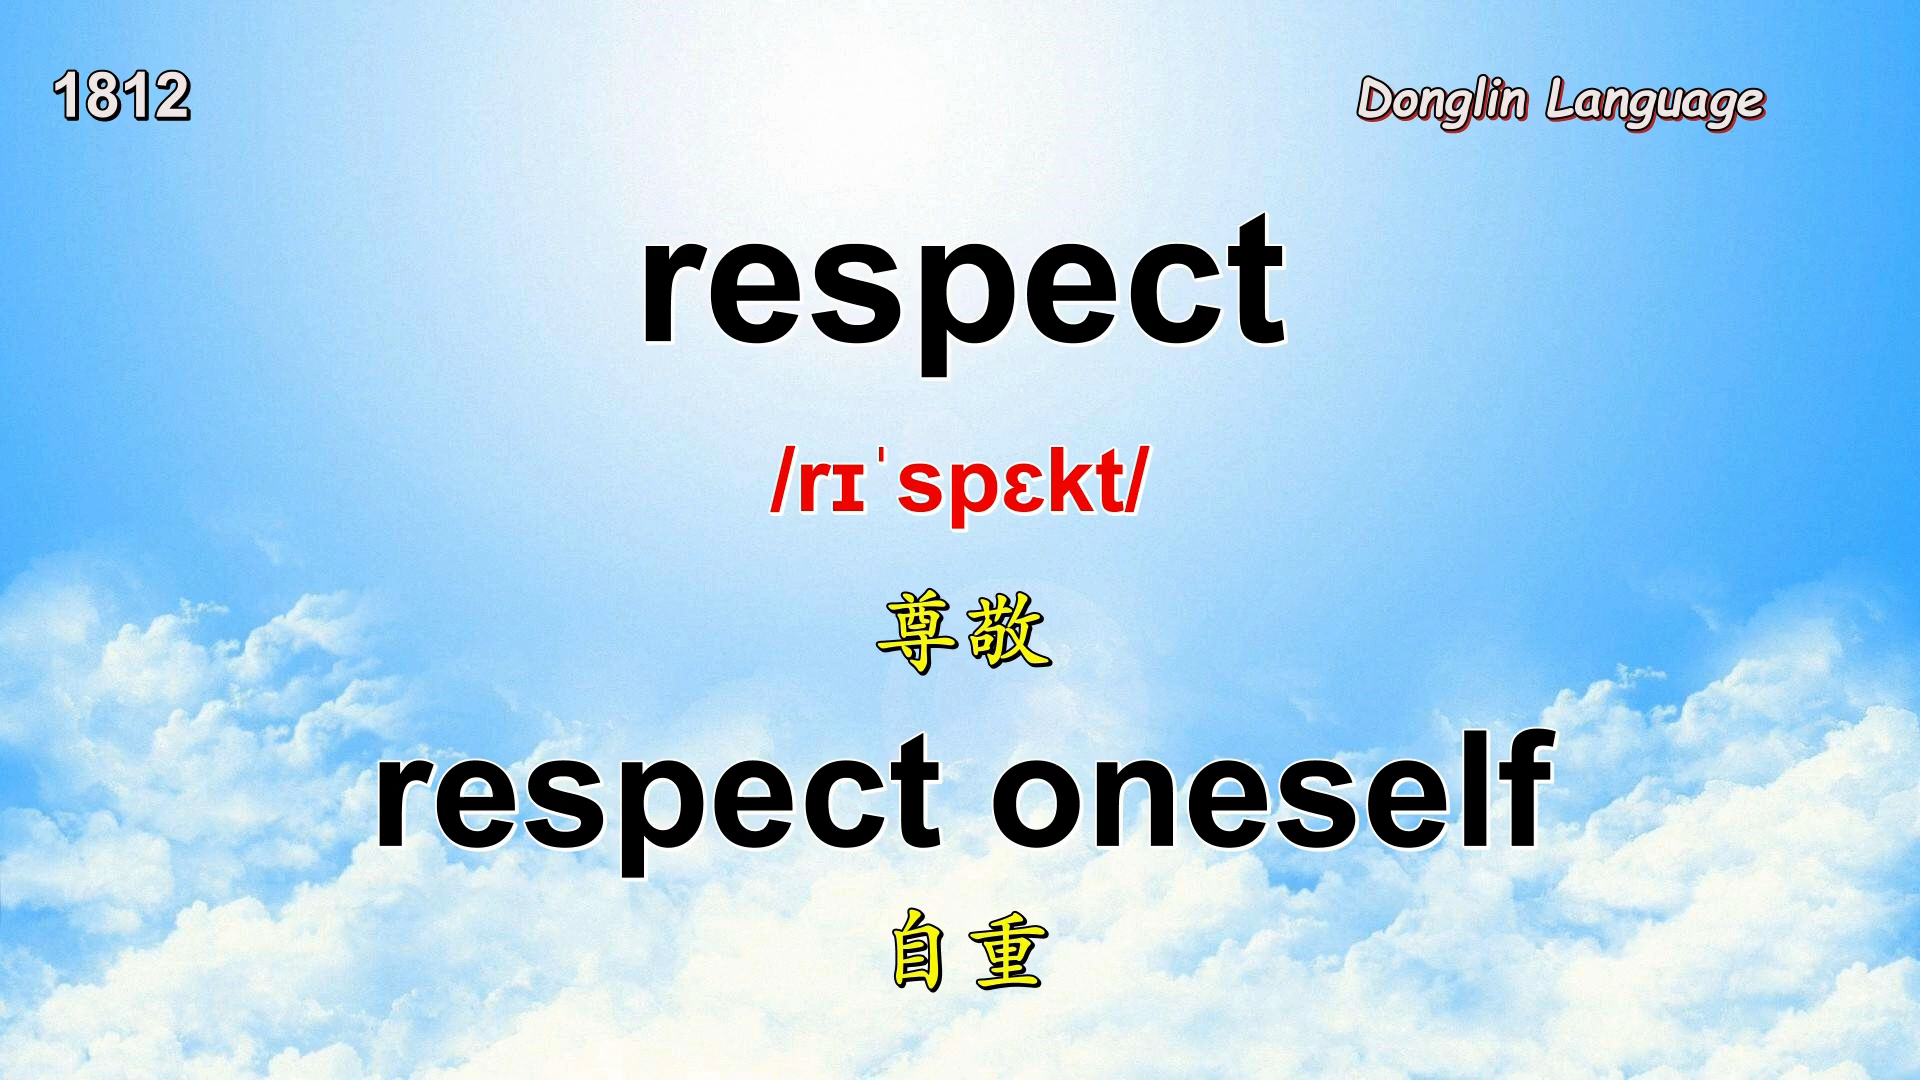 1812
Donglin Language
respect
/rɪˈspɛkt/
尊敬
respect oneself
自重